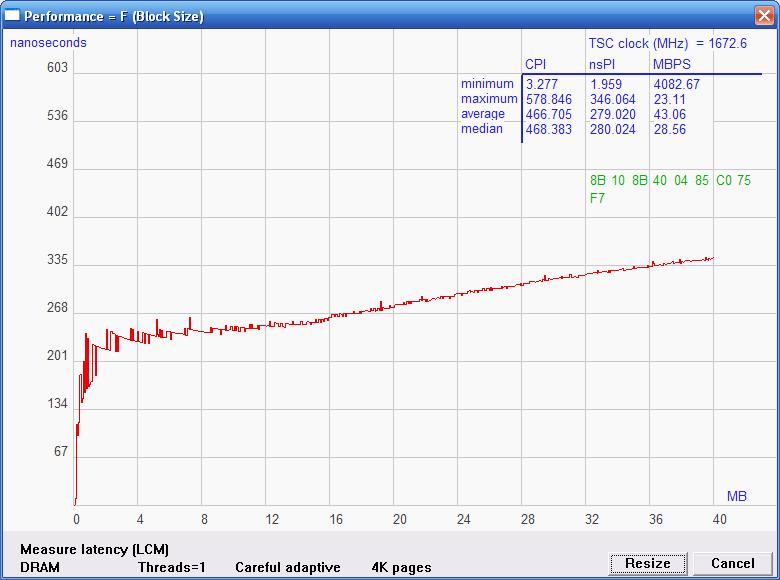 Performance = F (Block Size)
nanoseconds
TSC clock (MHz) = 1672.6
CPI nsPI MBPS
minimum 3.277 1.959 4082.67
maximum 578.846 346.064 23.11
average 466.705 279.020 43.06
median 468.383 280.024 28.56
8B 10 8B 40 04 85 C0 75
F7
603
536
469
402
335
268
201
134
67
MB
0 4 8 12 16 20 24 28 32 36 40
Measure latency (LCM)
DRAM Threads=1 Careful adaptive 4K pages
Resize Cancel